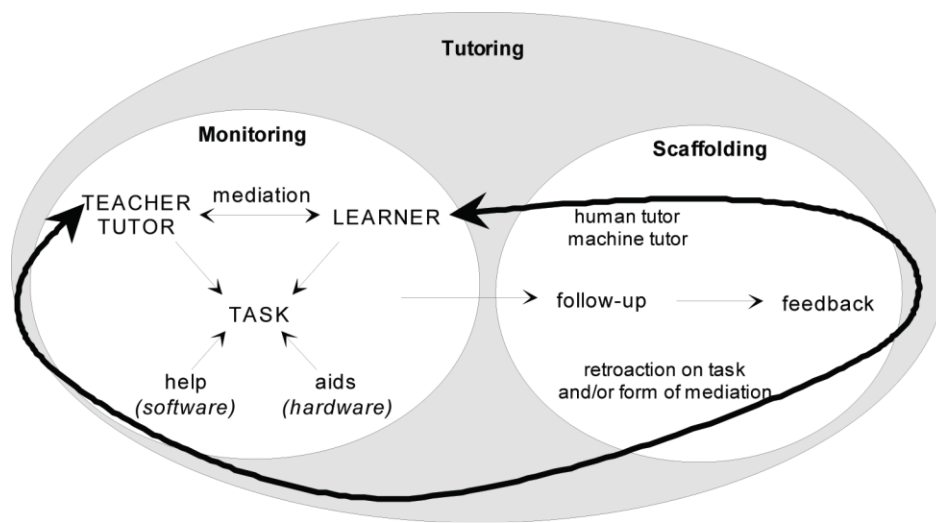 Tutoring
Monitoring
Scaffolding
TEACHER
TUTOR
mediation
LEARNER
human tutor
machine tutor
TASK
follow-up
feedback
help
(software)
aids
(hardware)
retroaction on task
and/or form of mediation